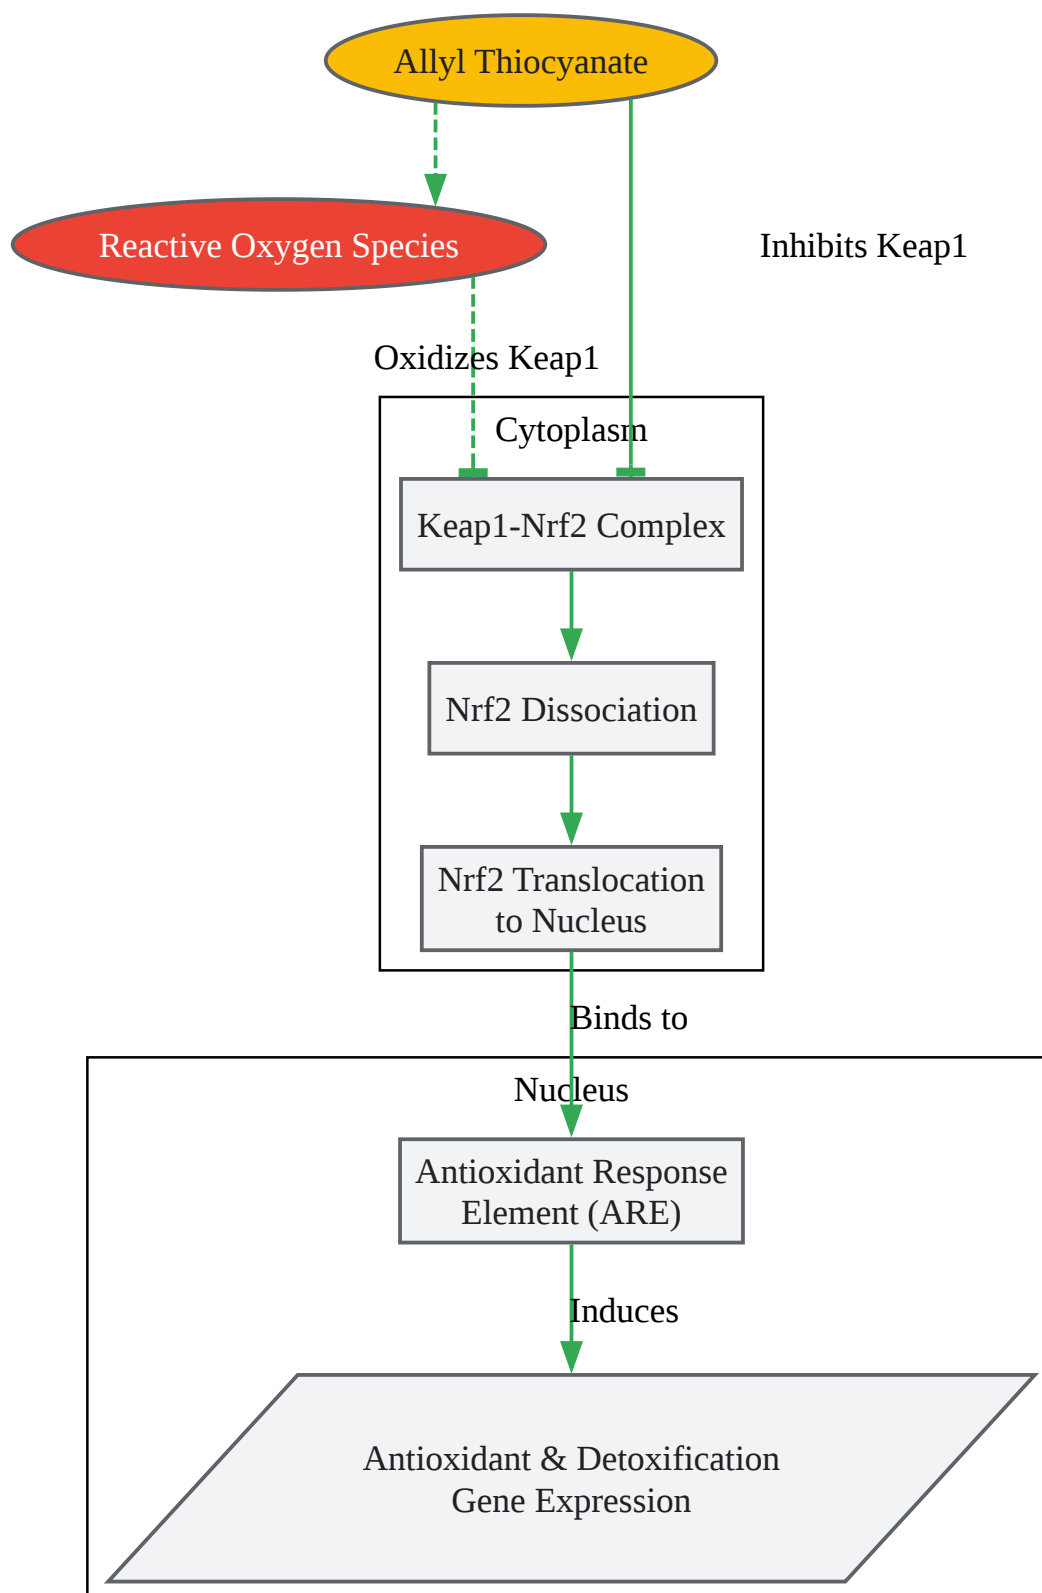 Allyl Thiocyanate
Reactive Oxygen Species
Inhibits Keap1
Oxidizes Keap1
Cytoplasm
Keap1-Nrf2 Complex
Nrf2 Dissociation
Nrf2 Translocation
to Nucleus
Binds to
Nucleus
Antioxidant Response
Element (ARE)
Induces
Antioxidant & Detoxification
Gene Expression